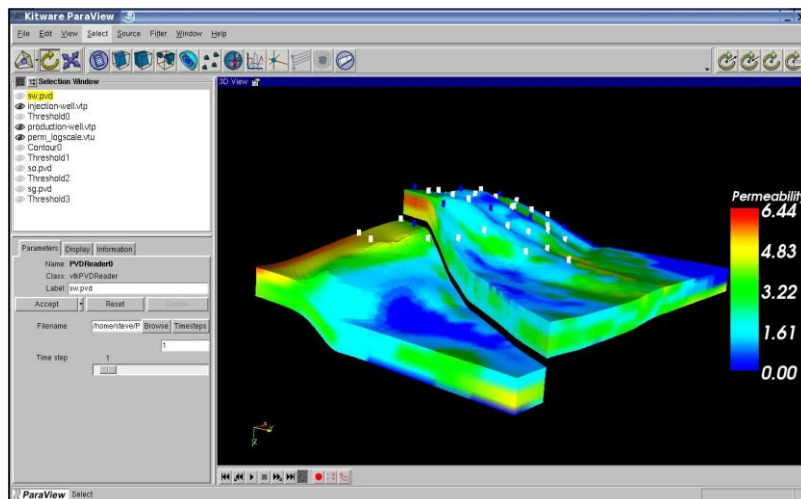 Kitware ParaView
File Edit View Select Source Filter Window Help
Selection Window
3D View
sw.pvd
injection-well.vtp
Threshold0
production-well.vtp
perm_logscale.vtu
Contour0
Threshold1
so.pvd
Threshold2
sg.pvd
Threshold3
Permeability
6.44
4.83
3.22
1.61
0.00
Parameters Display Information
Name: PVDReader0
Class: vtkPVDReader
Label: sw.pvd
Accept Reset Delete
Filename /home/steve/P Browse Timesteps
1
Time step 1
X
Y
Z
ParaView Select